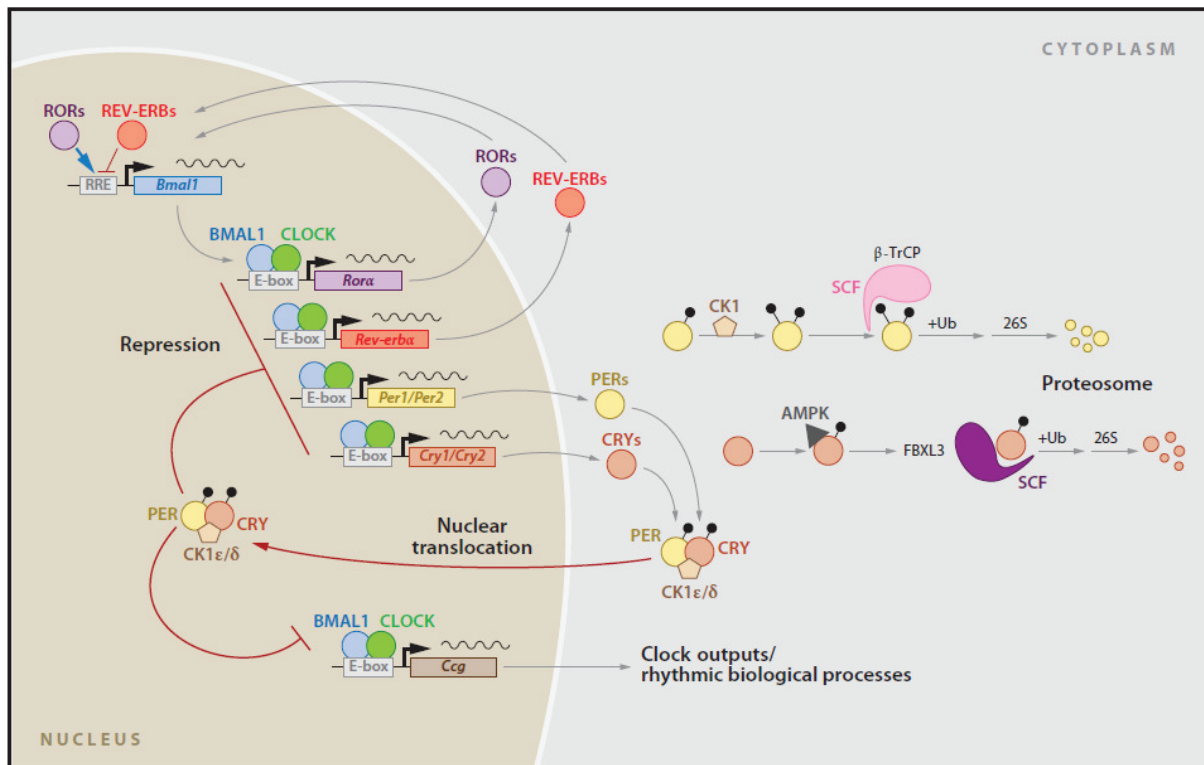 CYTOPLASM
RORs REV-ERBs
RRE Bmal1
RORs
REV-ERBs
BMAL1 CLOCK
E-box Rorα
E-box Rev-erbα
Repression
E-box Per1/Per2
E-box Cry1/Cry2
PERs
CRYs
β-TrCP
SCF
CK1
+Ub 26S
Proteosome
AMPK
FBXL3
+Ub 26S
SCF
PER
CRY
CK1ε/δ
Nuclear
translocation
PER
CRY
CK1ε/δ
BMAL1 CLOCK
E-box Ccg
Clock outputs/
rhythmic biological processes
NUCLEUS